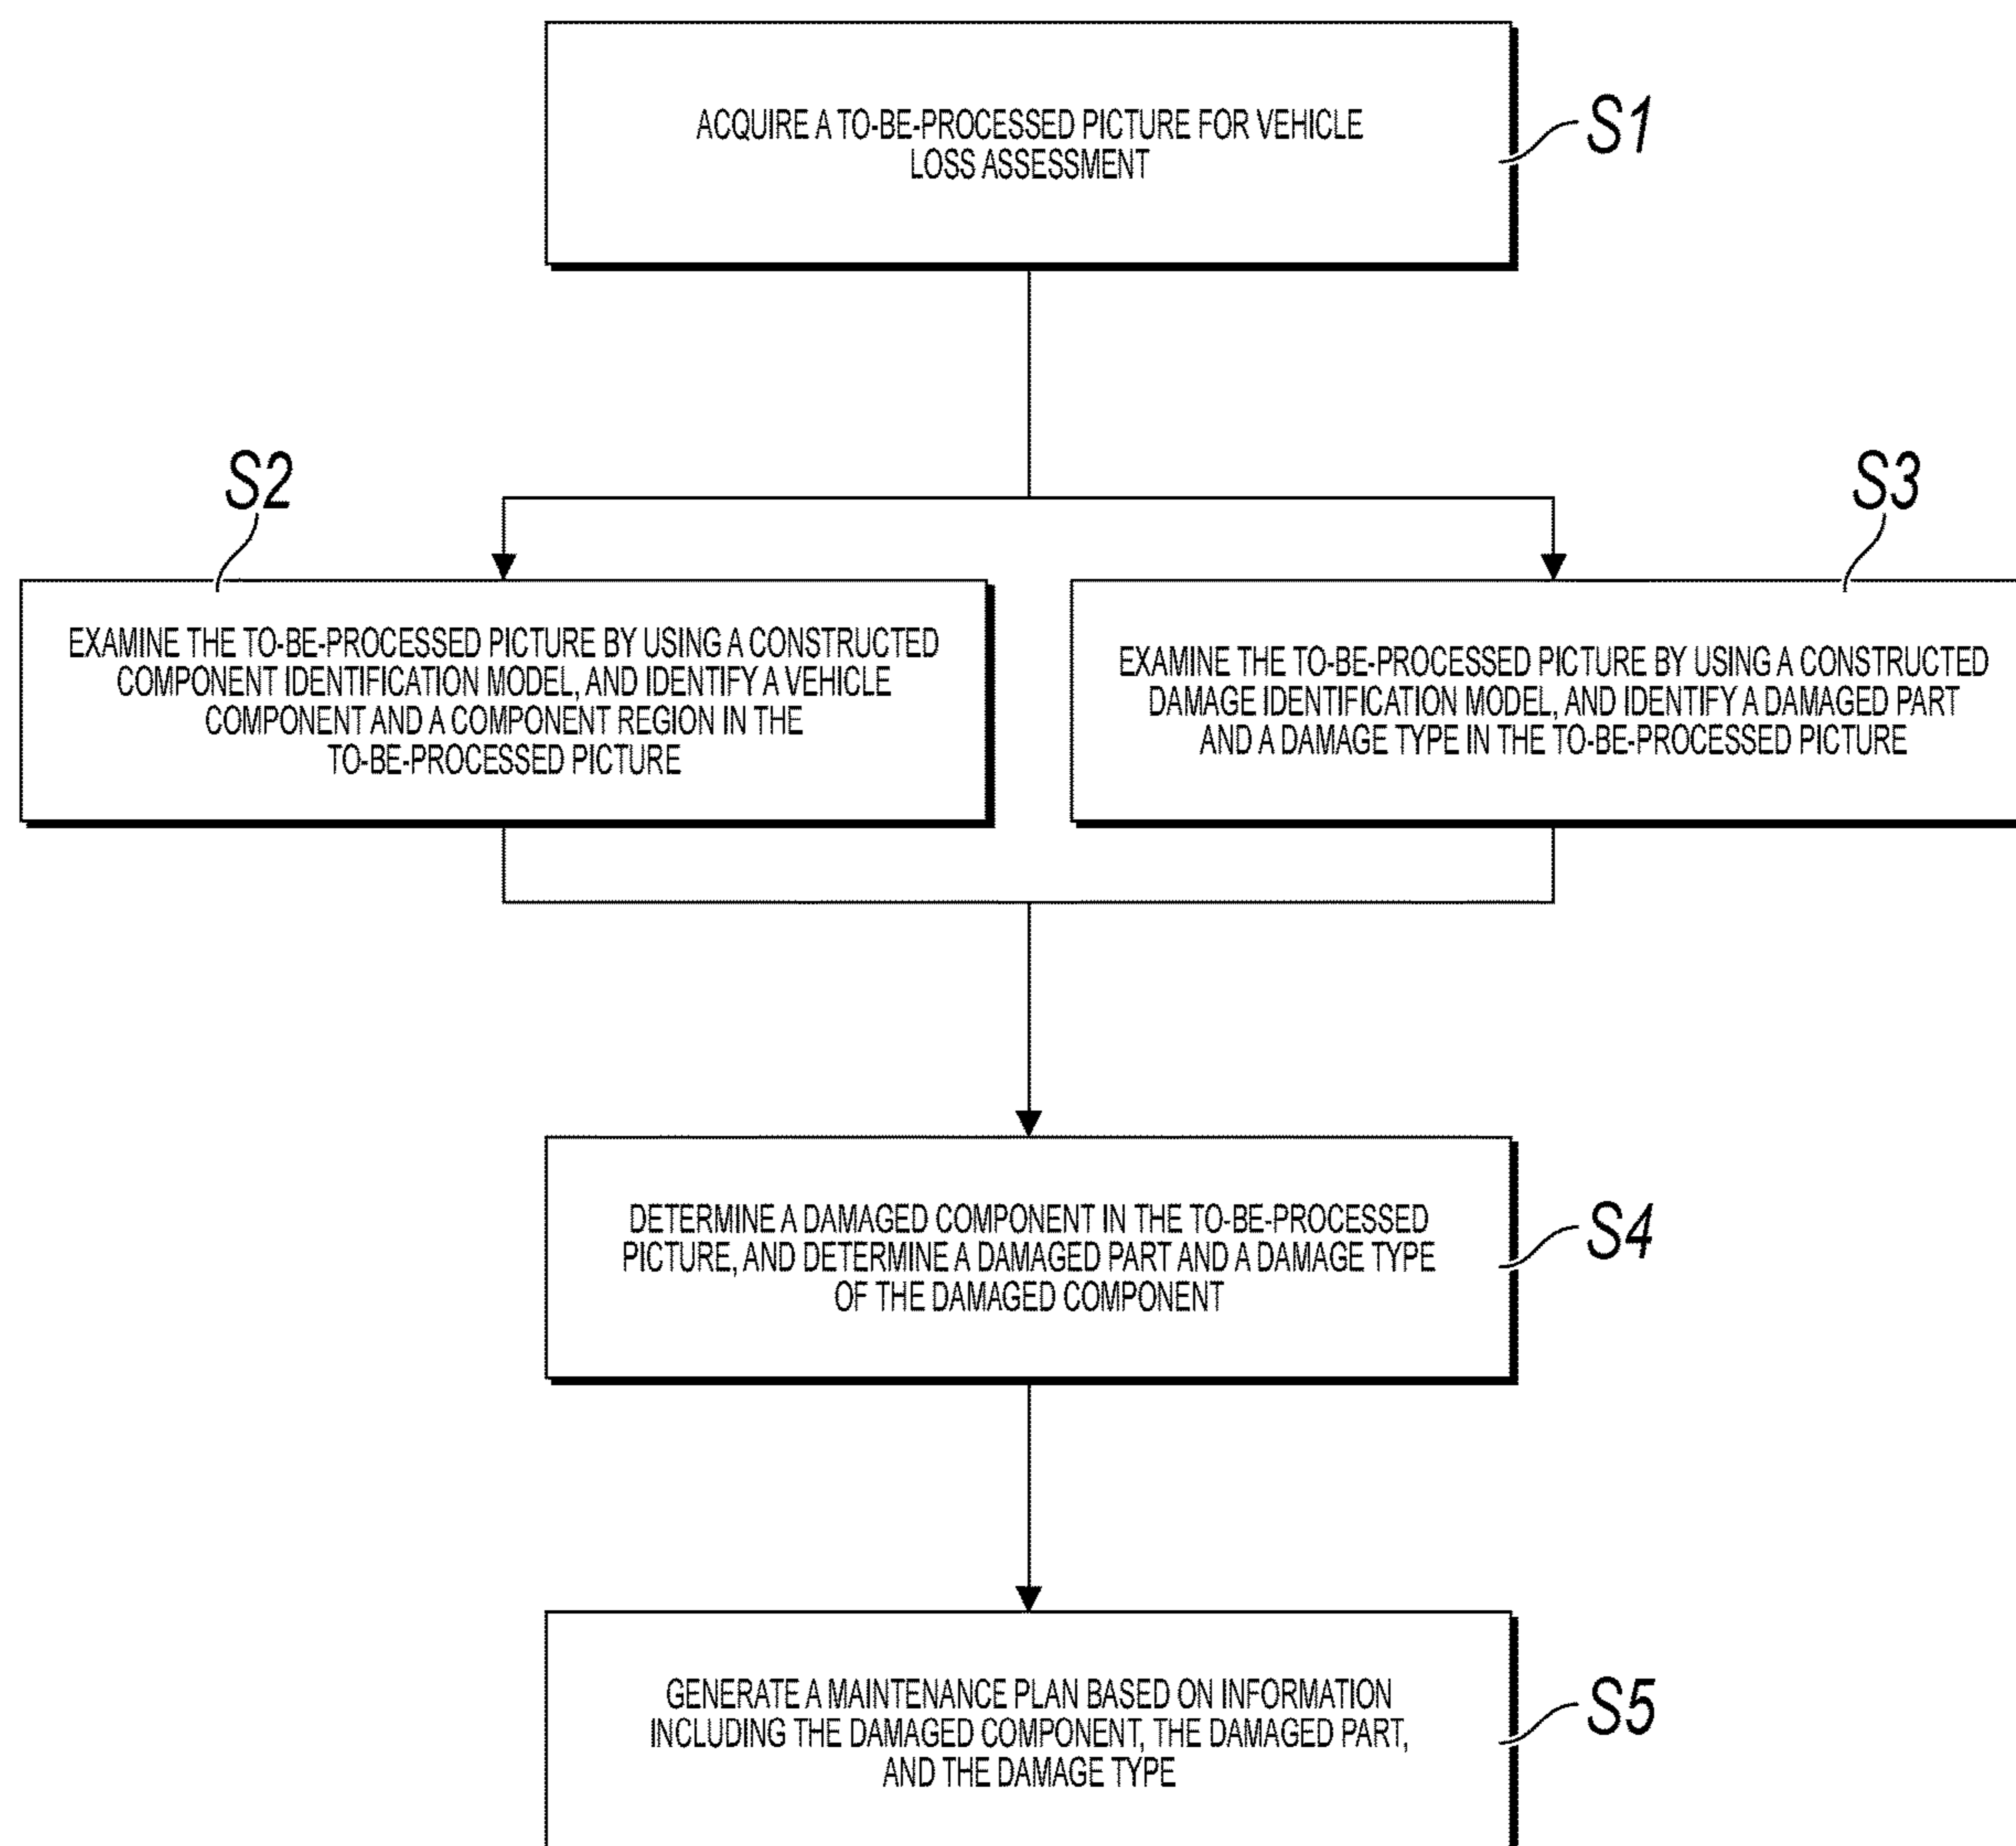 ACQUIRE A TO-BE-PROCESSED PICTURE FOR VEHICLE
LOSS ASSESSMENT
S1
S2
EXAMINE THE TO-BE-PROCESSED PICTURE BY USING A CONSTRUCTED
COMPONENT IDENTIFICATION MODEL, AND IDENTIFY A VEHICLE
COMPONENT AND A COMPONENT REGION IN THE
TO-BE-PROCESSED PICTURE
S3
EXAMINE THE TO-BE-PROCESSED PICTURE BY USING A CONSTRUCTED
DAMAGE IDENTIFICATION MODEL, AND IDENTIFY A DAMAGED PART
AND A DAMAGE TYPE IN THE TO-BE-PROCESSED PICTURE
DETERMINE A DAMAGED COMPONENT IN THE TO-BE-PROCESSED
PICTURE, AND DETERMINE A DAMAGED PART AND A DAMAGE TYPE
OF THE DAMAGED COMPONENT
S4
GENERATE A MAINTENANCE PLAN BASED ON INFORMATION
INCLUDING THE DAMAGED COMPONENT, THE DAMAGED PART,
AND THE DAMAGE TYPE
S5